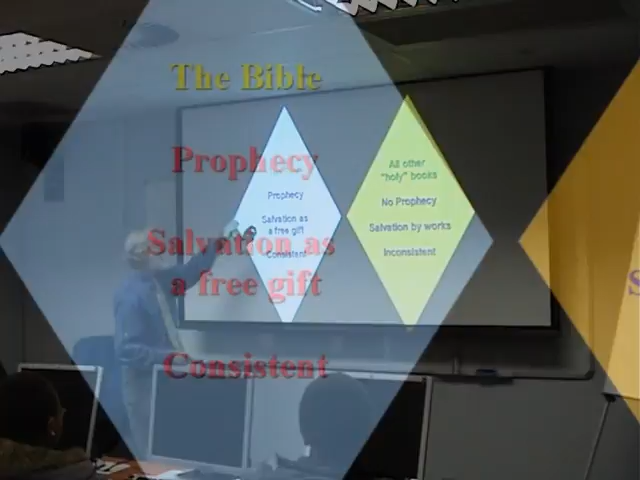 The Bible
Prophecy
Salvation as
a free gift
Consistent
Prophecy
Salvation as
a free gift
Consistent
All other
"holy" books
No Prophecy
Salvation by works
Inconsistent
S